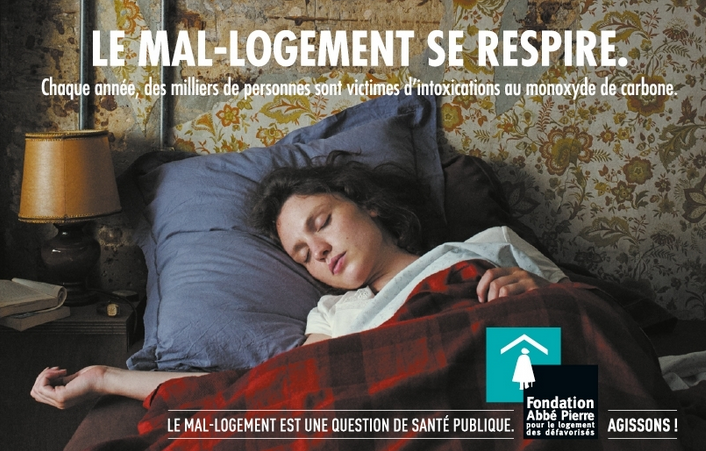 LE MAL-LOGEMENT SE RESPIRE.
Chaque année, des milliers de personnes sont victimes d'intoxications au monoxyde de carbone.
LE MAL-LOGEMENT EST UNE QUESTION DE SANTÉ PUBLIQUE.
Fondation
Abbé Pierre
pour le logement
des défavorisés
AGISSONS !